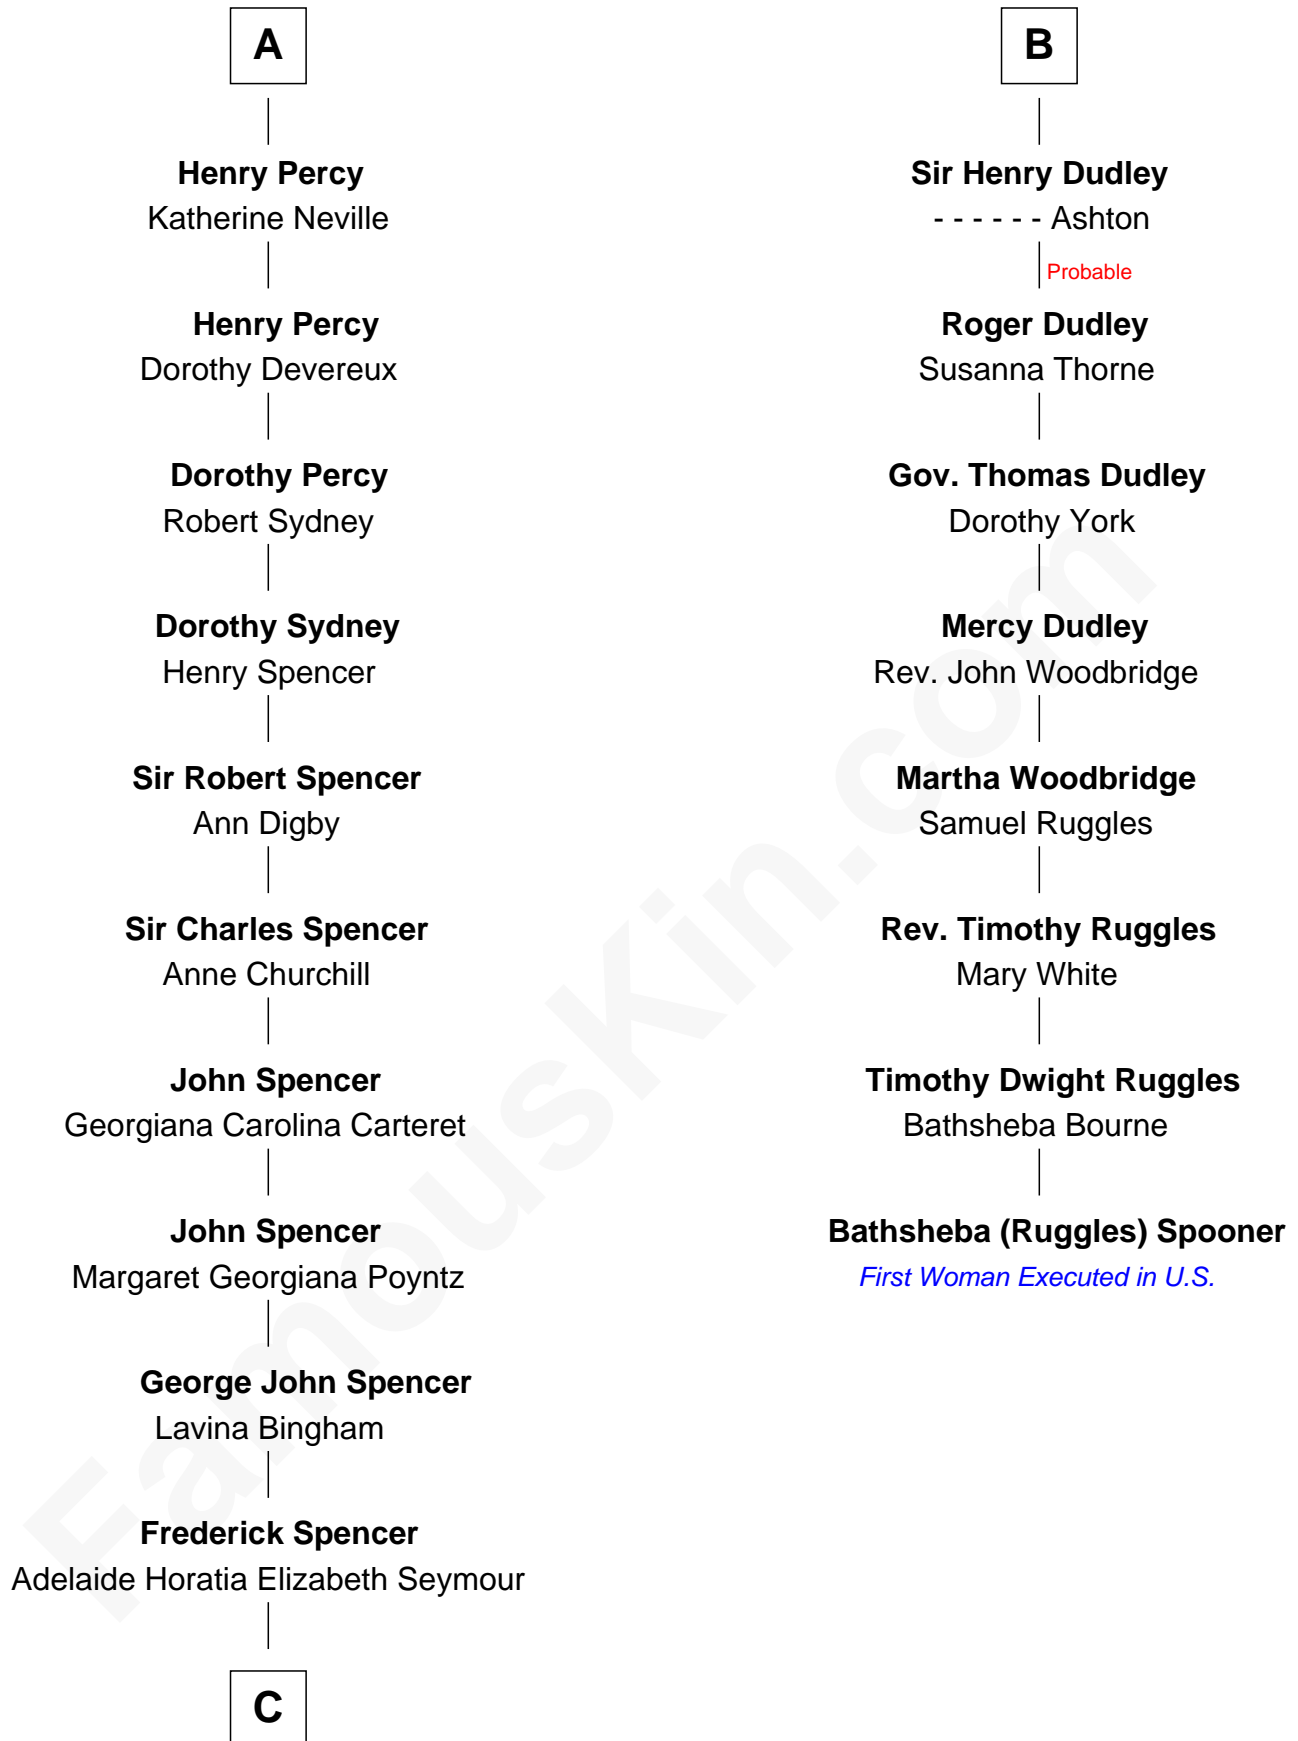 A
Henry Percy
Katherine Neville
Henry Percy
Dorothy Devereux
Dorothy Percy
Robert Sydney
Dorothy Sydney
Henry Spencer
Sir Robert Spencer
Ann Digby
Sir Charles Spencer
Anne Churchill
John Spencer
Georgiana Carolina Carteret
John Spencer
Margaret Georgiana Poyntz
George John Spencer
Lavina Bingham
Frederick Spencer
Adelaide Horatia Elizabeth Seymour
C
B
Sir Henry Dudley
- - - - - - Ashton
Probable
Roger Dudley
Susanna Thorne
Gov. Thomas Dudley
Dorothy York
Mercy Dudley
Rev. John Woodbridge
Martha Woodbridge
Samuel Ruggles
Rev. Timothy Ruggles
Mary White
Timothy Dwight Ruggles
Bathsheba Bourne
Bathsheba (Ruggles) Spooner
First Woman Executed in U.S.
FamousKin.com